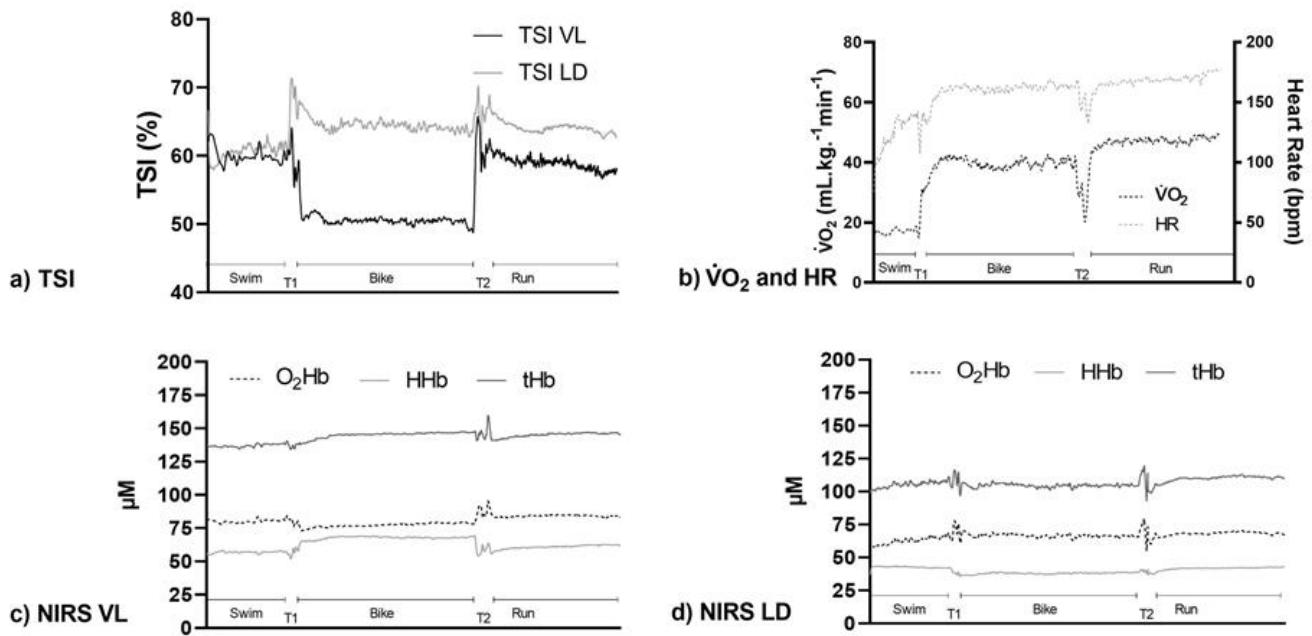 80
70
60
50
40
TSI (%)
TSI VL
TSI LD
Swim
T1
Bike
T2
Run
a) TSI
80
60
40
20
0
V̇O₂ (mL.kg.⁻¹min⁻¹)
200
150
100
50
0
Heart Rate (bpm)
V̇O₂
HR
Swim
T1
Bike
T2
Run
b) V̇O₂ and HR
200
175
150
125
100
75
50
25
0
µM
O₂Hb
HHb
tHb
Swim
T1
Bike
T2
Run
c) NIRS VL
200
175
150
125
100
75
50
25
0
µM
O₂Hb
HHb
tHb
Swim
T1
Bike
T2
Run
d) NIRS LD